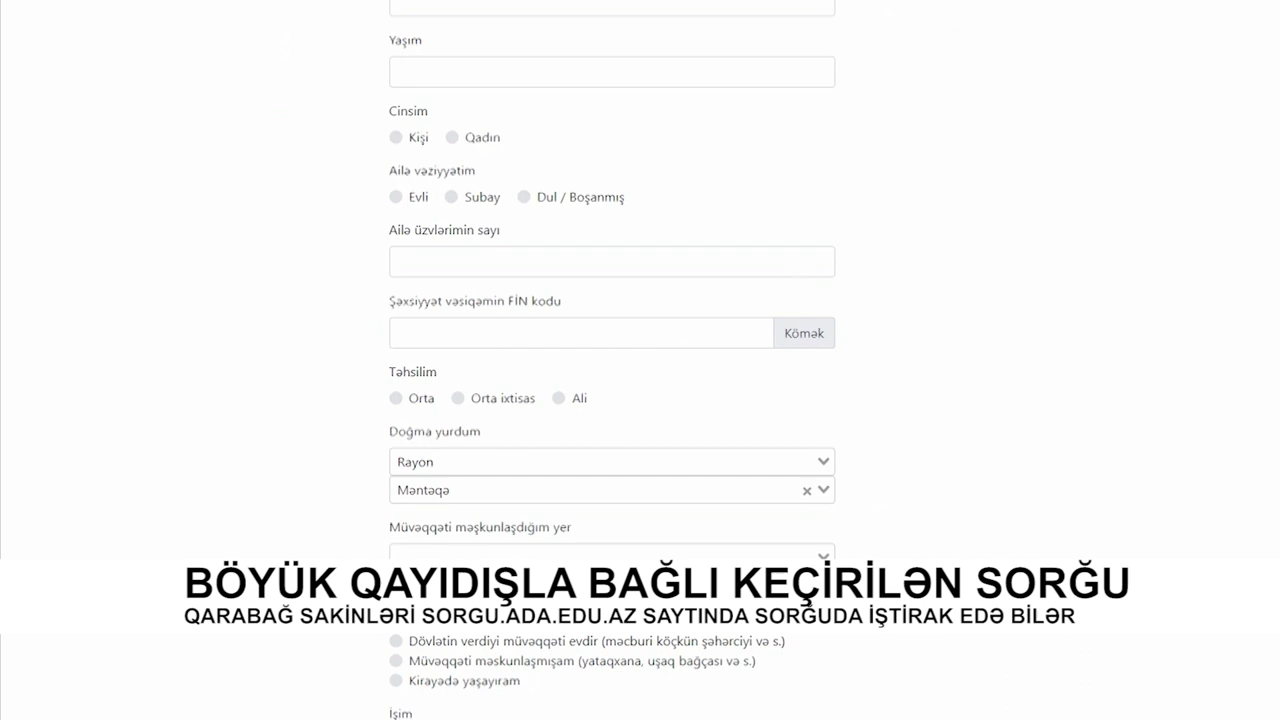 Yaşım
Cinsim
Kişi Qadın
Ailə vəziyyətim
Evli Subay Dul / Boşanmış
Ailə üzvlərimin sayı
Şəxsiyyət vəsiqəmin FİN kodu
Kömək
Təhsilim
Orta Orta ixtisas Ali
Doğma yurdum
Rayon
Məntəqə
Müvəqqəti məşkunlaşdığım yer
BÖYÜK QAYIDIŞLA BAĞLI KEÇİRİLƏN SORĞU
QARABAĞ SAKİNLƏRİ SORGU.ADA.EDU.AZ SAYTINDA SORĞUDA İŞTİRAK EDƏ BİLƏR
Dövlətin verdiyi müvəqqəti evdir (məcburi köçkün şəhərciyi və s.)
Müvəqqəti məskunlaşmışam (yataqxana, uşaq bağçası və s.)
Kirayədə yaşayıram
İşim